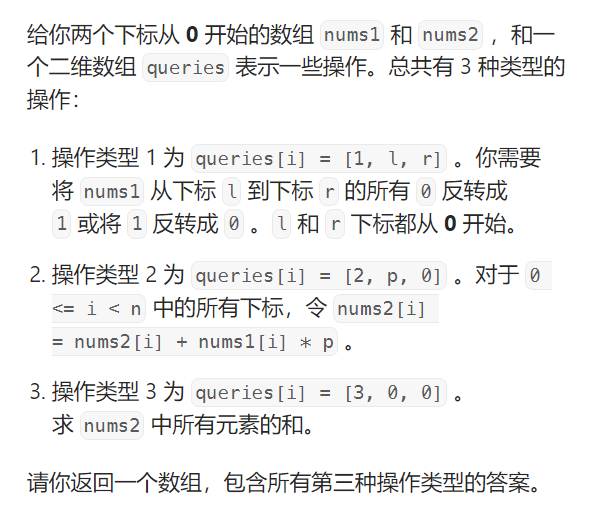 给你两个下标从 0 开始的数组 nums1 和 nums2 ，和一
个二维数组 queries 表示一些操作。总共有 3 种类型的
操作：
1. 操作类型 1 为 queries[i] = [1, l, r] 。你需要
将 nums1 从下标 l 到下标 r 的所有 0 反转成
1 或将 1 反转成 0 。l 和 r 下标都从 0 开始。
2. 操作类型 2 为 queries[i] = [2, p, 0] 。对于 0
<= i < n 中的所有下标，令 nums2[i]
= nums2[i] + nums1[i] * p 。
3. 操作类型 3 为 queries[i] = [3, 0, 0] 。
求 nums2 中所有元素的和。
请你返回一个数组，包含所有第三种操作类型的答案。